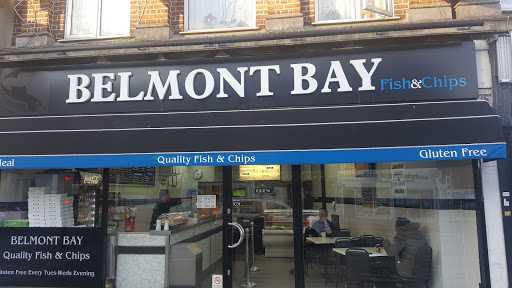 BELMONT BAY Fish&Chips
eal Quality Fish & Chips Gluten Free
BELMONT BAY
Quality Fish & Chips
Gluten Free Every Tues-Weds Evening